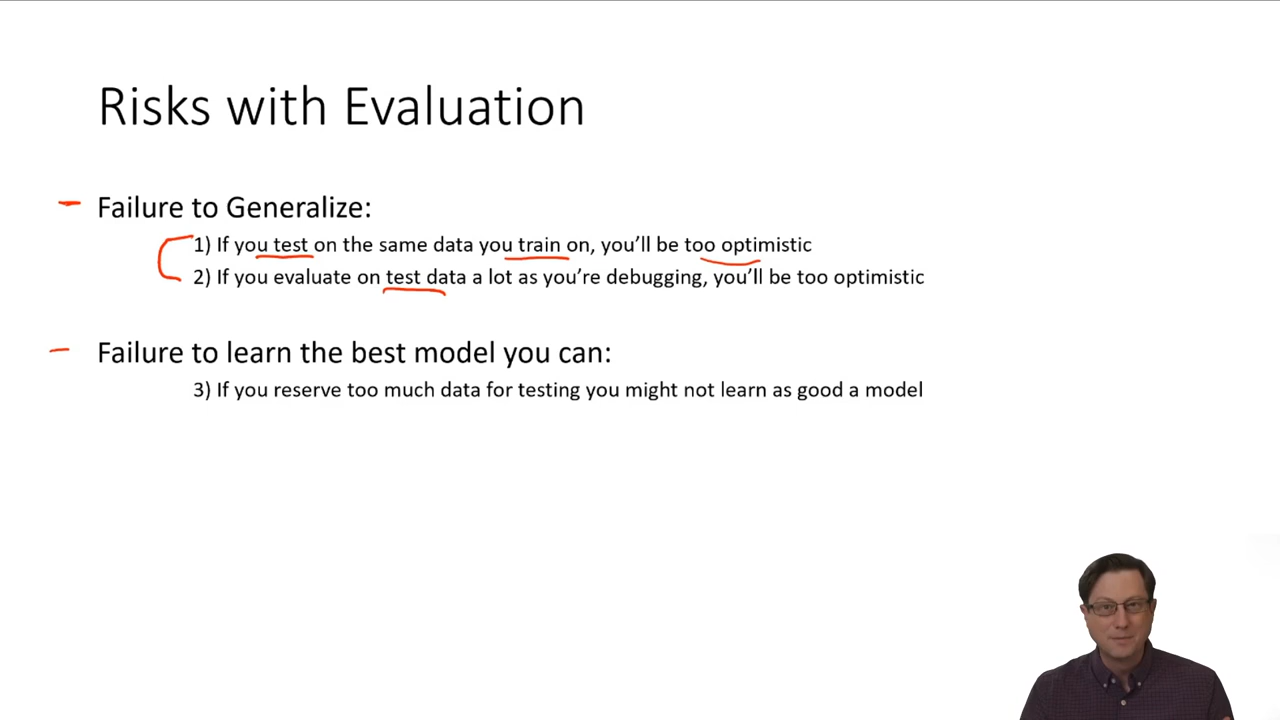 Risks with Evaluation
Failure to Generalize:
1) If you test on the same data you train on, you’ll be too optimistic
2) If you evaluate on test data a lot as you’re debugging, you’ll be too optimistic
Failure to learn the best model you can:
3) If you reserve too much data for testing you might not learn as good a model